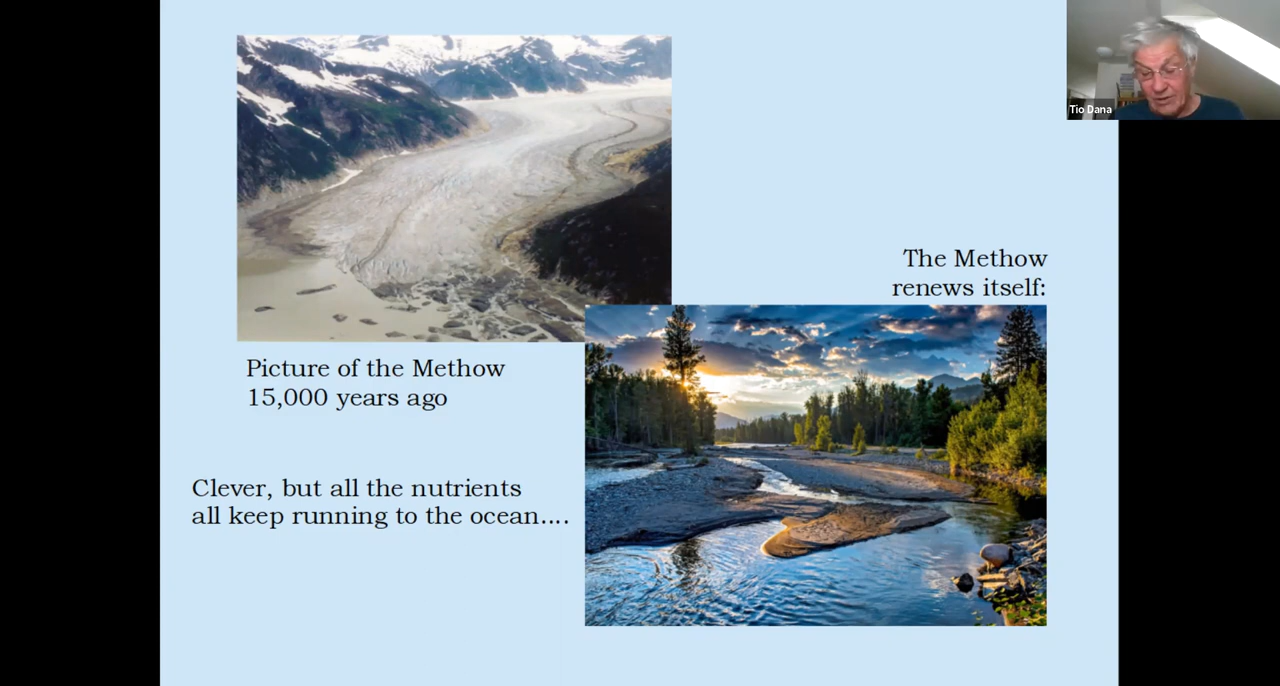 Tio Dana
The Methow
renews itself:
Picture of the Methow
15,000 years ago
Clever, but all the nutrients
all keep running to the ocean....